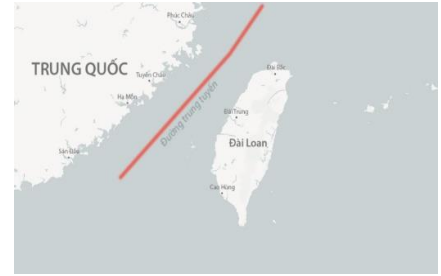 Phúc Châu
TRUNG QUỐC
Tuyền Châu
Đài Bắc
Hạ Môn
Đường trung tuyến
Đài Trung
Đài Loan
Sán Đầu
Cao Hùng